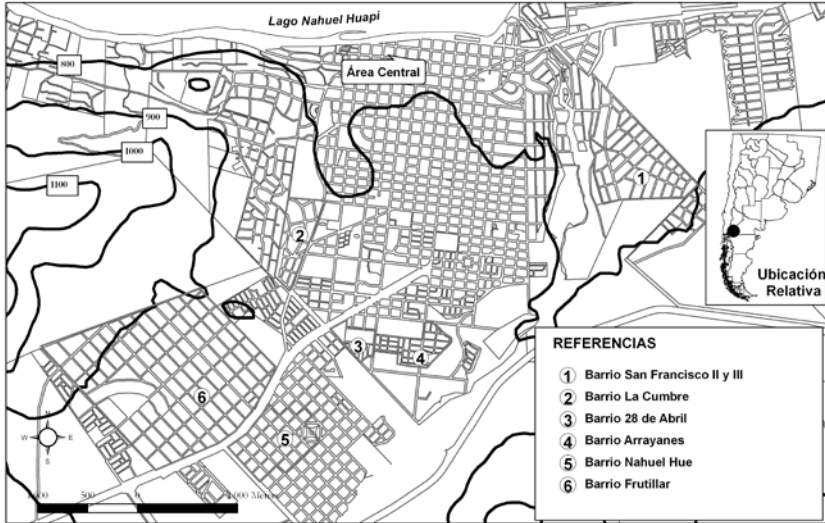 Lago Nahuel Huapi
800
Área Central
900
1000
1100
1
2
Ubicación
Relativa
3
4
REFERENCIAS
1 Barrio San Francisco II y III
2 Barrio La Cumbre
3 Barrio 28 de Abril
4 Barrio Arrayanes
5 Barrio Nahuel Hue
6 Barrio Frutillar
6
5
N
W E
S
500 0